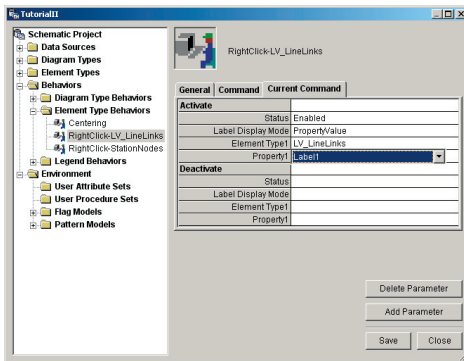 TutorialII
Schematic Project
Data Sources
Diagram Types
Element Types
Behaviors
Diagram Type Behaviors
Element Type Behaviors
Centering
RightClick-LV_LineLinks
RightClick-StationNodes
Legend Behaviors
Environment
User Attribute Sets
User Procedure Sets
Flag Models
Pattern Models
RightClick-LV_LineLinks
General Command Current Command
Activate
Status Enabled
Label Display Mode PropertyValue
Element Type1 LV_LineLinks
Property1 Label1
Deactivate
Status
Label Display Mode
Element Type1
Property1
Delete Parameter
Add Parameter
Save Close